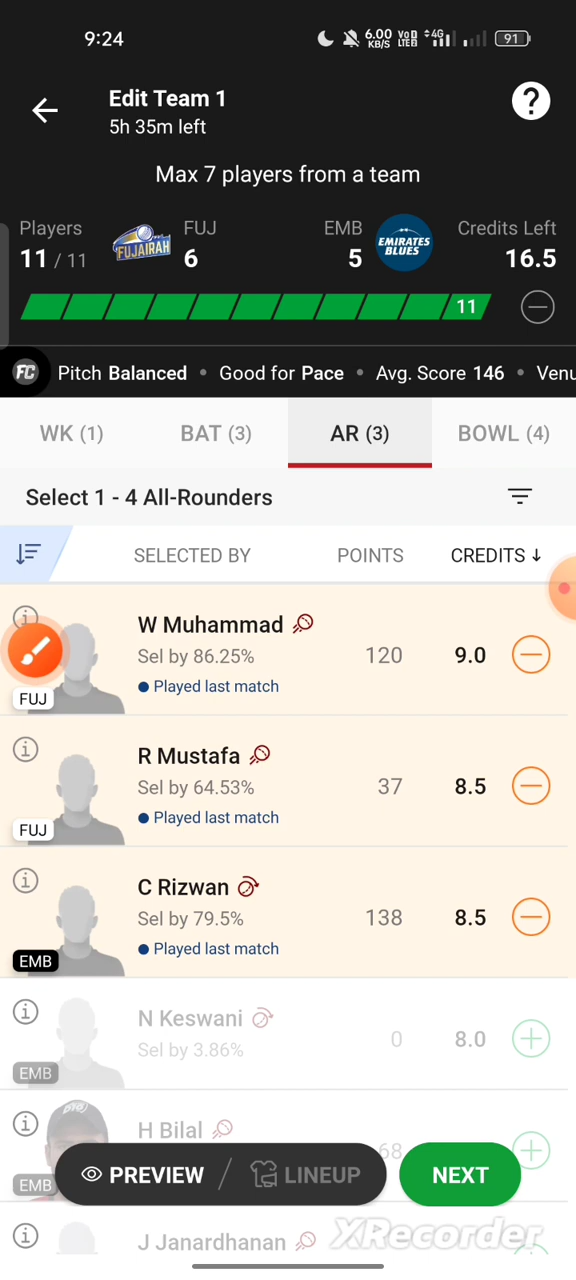 9:24
6.00 KB/S VoD LTE 4G 91
Edit Team 1
5h 35m left
?
Max 7 players from a team
Players FUJ EMB Credits Left
11 / 11 FUJAIRAH 6 5 EMIRATES BLUES 16.5
11
FC Pitch Balanced • Good for Pace • Avg. Score 146 • Venu
WK (1) BAT (3) AR (3) BOWL (4)
Select 1 - 4 All-Rounders
SELECTED BY POINTS CREDITS ↓
W Muhammad
Sel by 86.25% 120 9.0
Played last match
FUJ
R Mustafa
Sel by 64.53% 37 8.5
Played last match
FUJ
C Rizwan
Sel by 79.5% 138 8.5
Played last match
EMB
N Keswani
Sel by 3.86% 0 8.0
EMB
H Bilal
68
EMB
PREVIEW / LINEUP NEXT
J Janardhanan
XRecorder